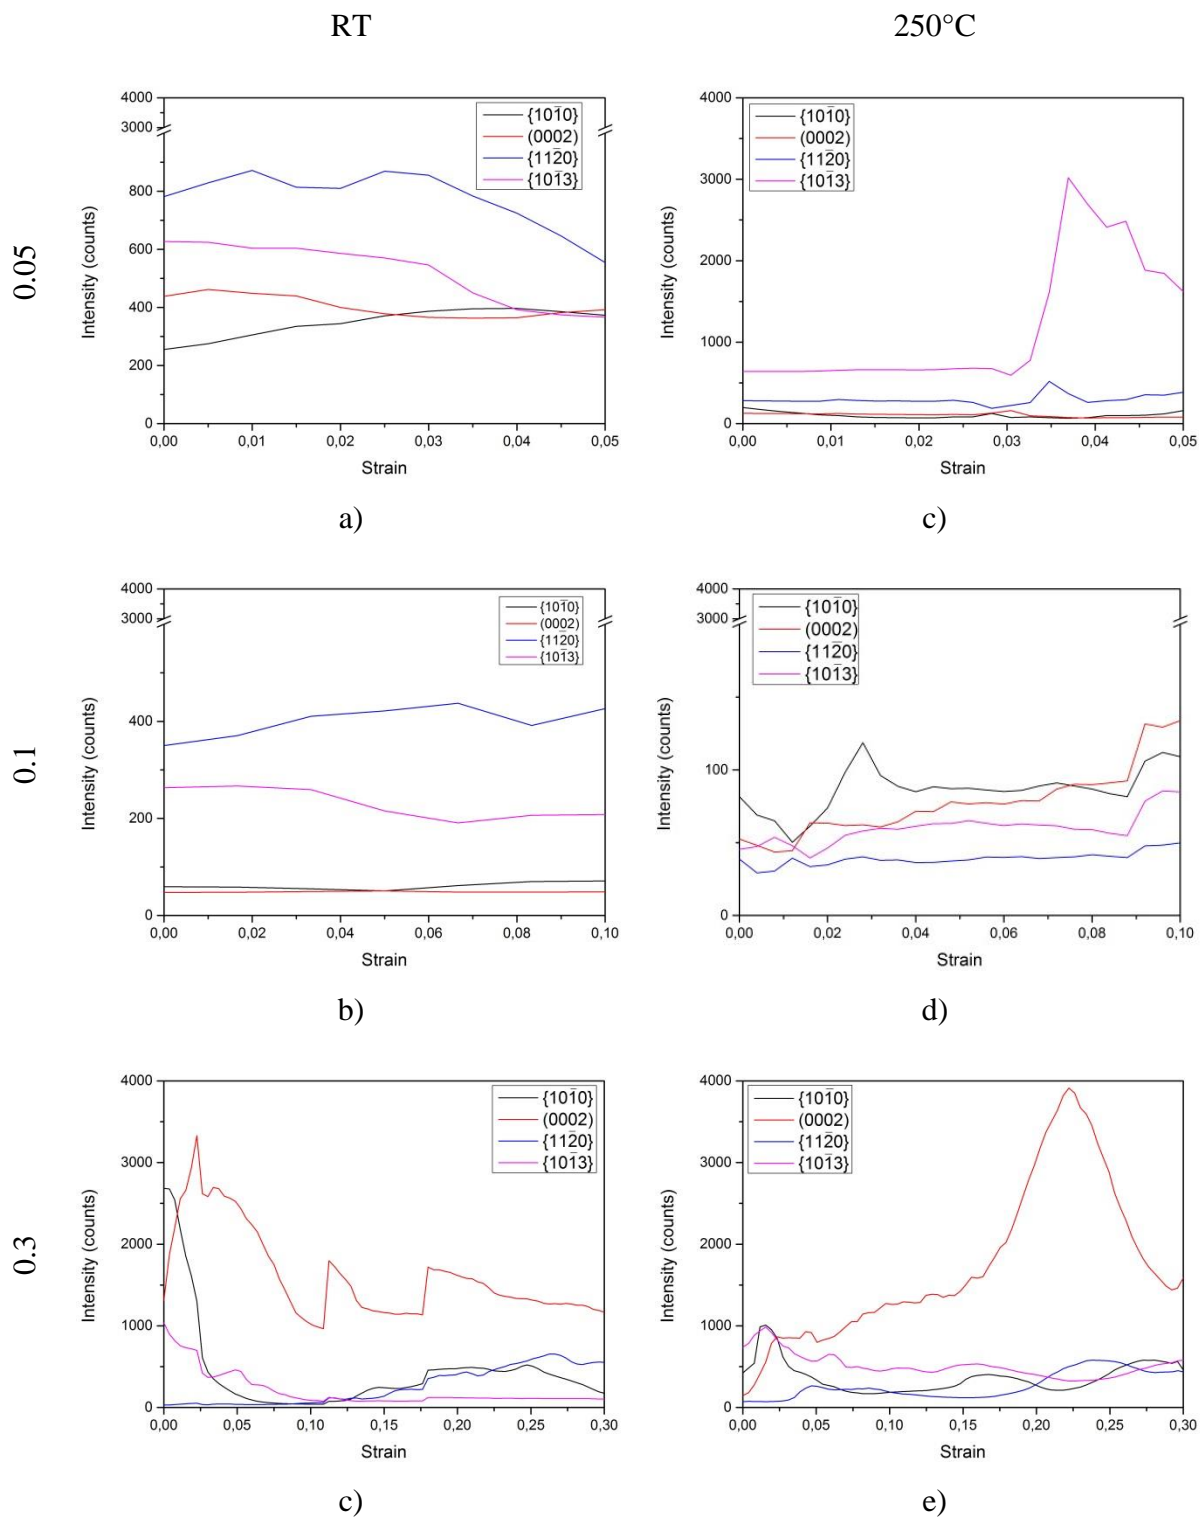 RT
250°C
0.05
4000
3000
800
600
400
200
0
Intensity (counts)
0,00 0,01 0,02 0,03 0,04 0,05
Strain
{101̅0}
(0002)
{112̅0}
{101̅3}
a)
4000
3000
2000
1000
0
Intensity (counts)
0,00 0,01 0,02 0,03 0,04 0,05
Strain
{101̅0}
(0002)
{112̅0}
{101̅3}
c)
0.1
4000
3000
400
200
0
Intensity (counts)
0,00 0,02 0,04 0,06 0,08 0,10
Strain
{101̅0}
(0002)
{112̅0}
{101̅3}
b)
4000
3000
100
0
Intensity (counts)
0,00 0,02 0,04 0,06 0,08 0,10
Strain
{101̅0}
(0002)
{112̅0}
{101̅3}
d)
0.3
4000
3000
2000
1000
0
Intensity (counts)
0,00 0,05 0,10 0,15 0,20 0,25 0,30
Strain
{101̅0}
(0002)
{112̅0}
{101̅3}
c)
4000
3000
2000
1000
0
Intensity (counts)
0,00 0,05 0,10 0,15 0,20 0,25 0,30
Strain
{101̅0}
(0002)
{112̅0}
{101̅3}
e)